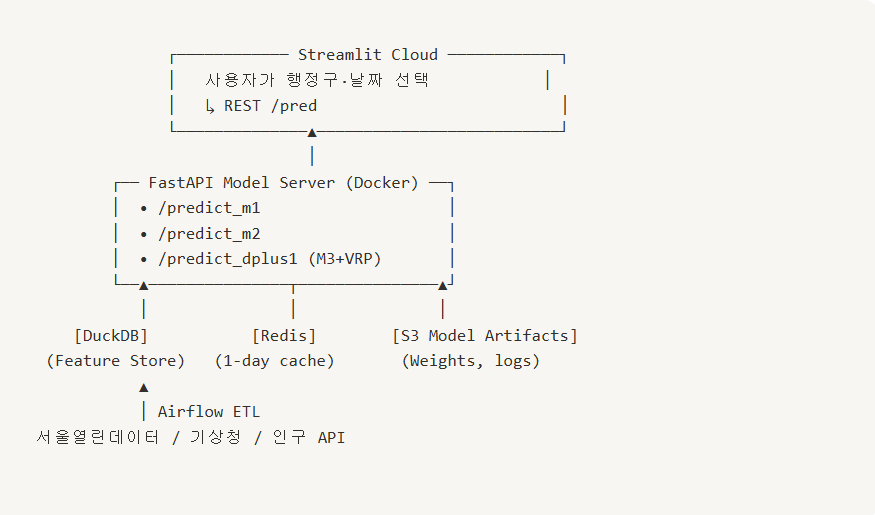 Streamlit Cloud
사용자가 행정구·날짜 선택
↳ REST /pred
FastAPI Model Server (Docker)
• /predict_m1
• /predict_m2
• /predict_dplus1 (M3+VRP)
[DuckDB] [Redis] [S3 Model Artifacts]
(Feature Store) (1-day cache) (Weights, logs)
Airflow ETL
서울열린데이터 / 기상청 / 인구 API